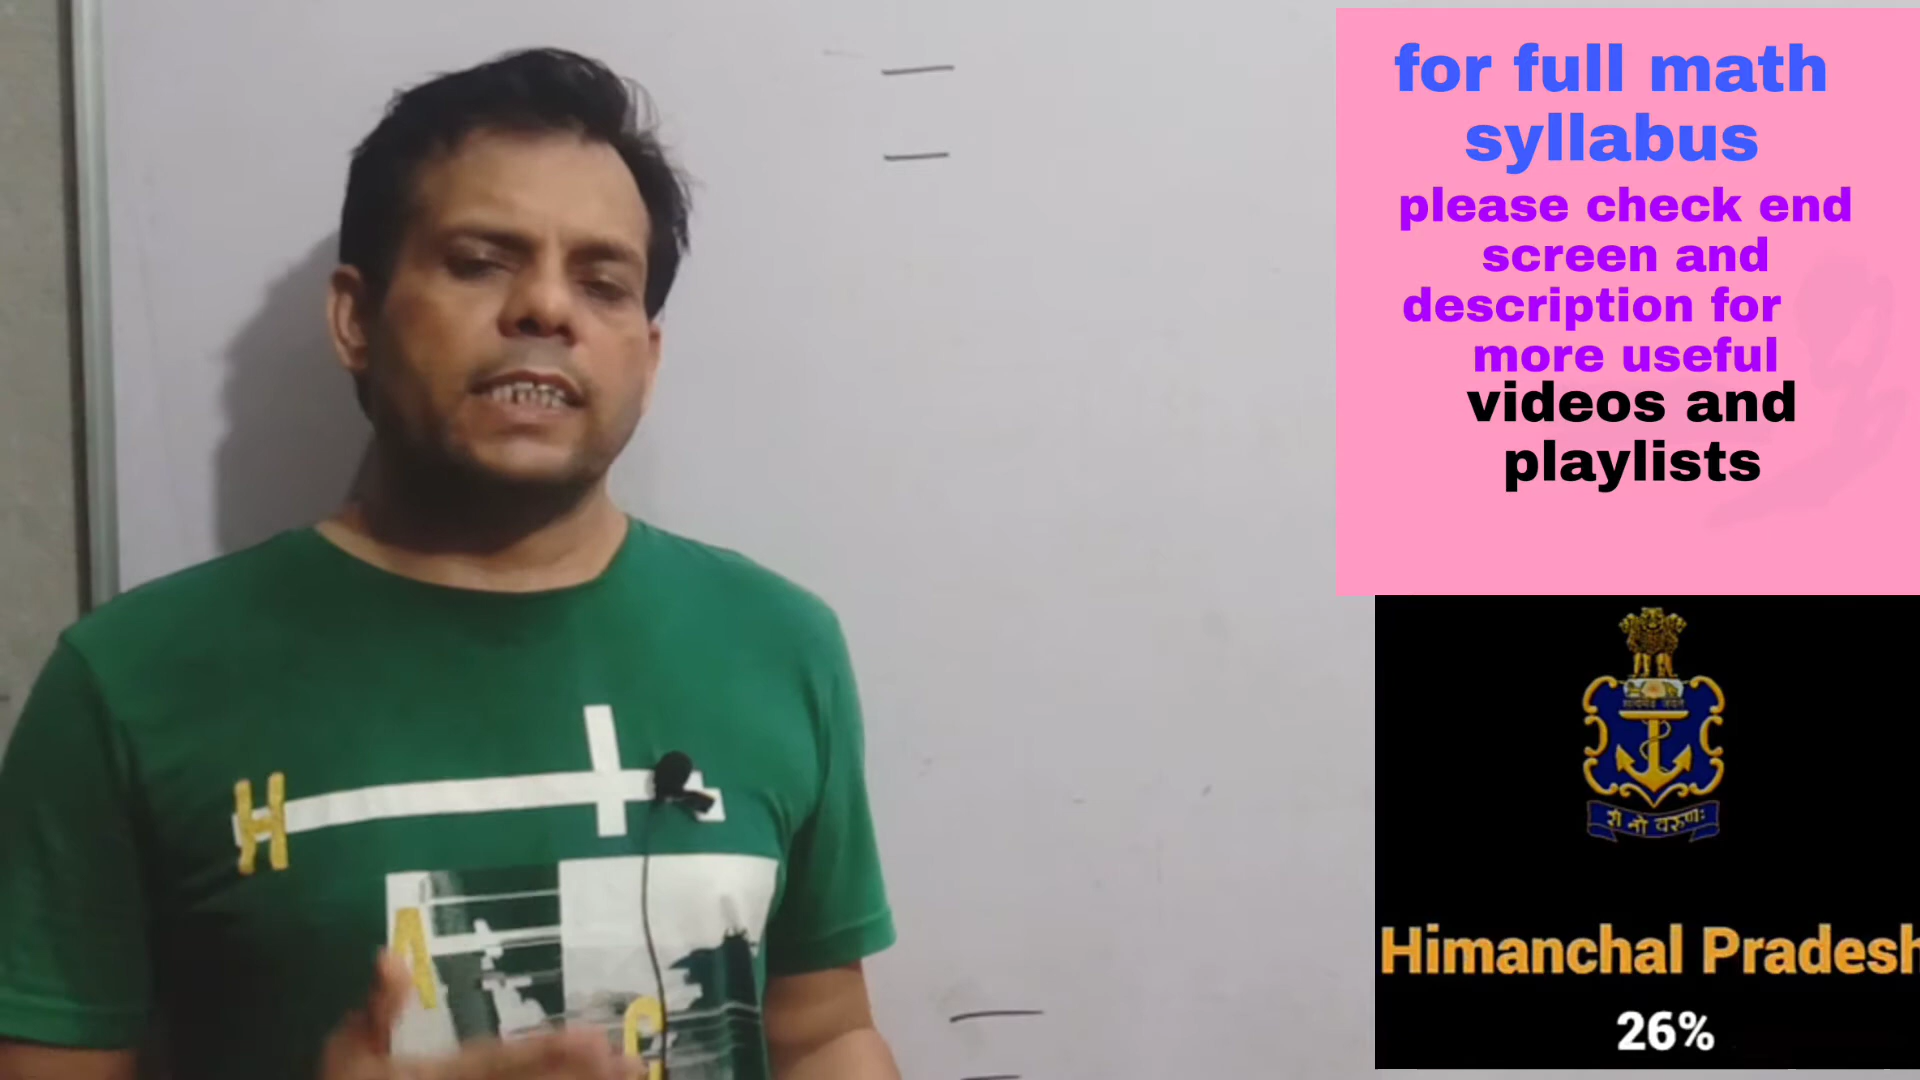 for full math
syllabus
please check end
screen and
description for
more useful
videos and
playlists
H
A
शं नो वरुणः
Himanchal Pradesh
26%